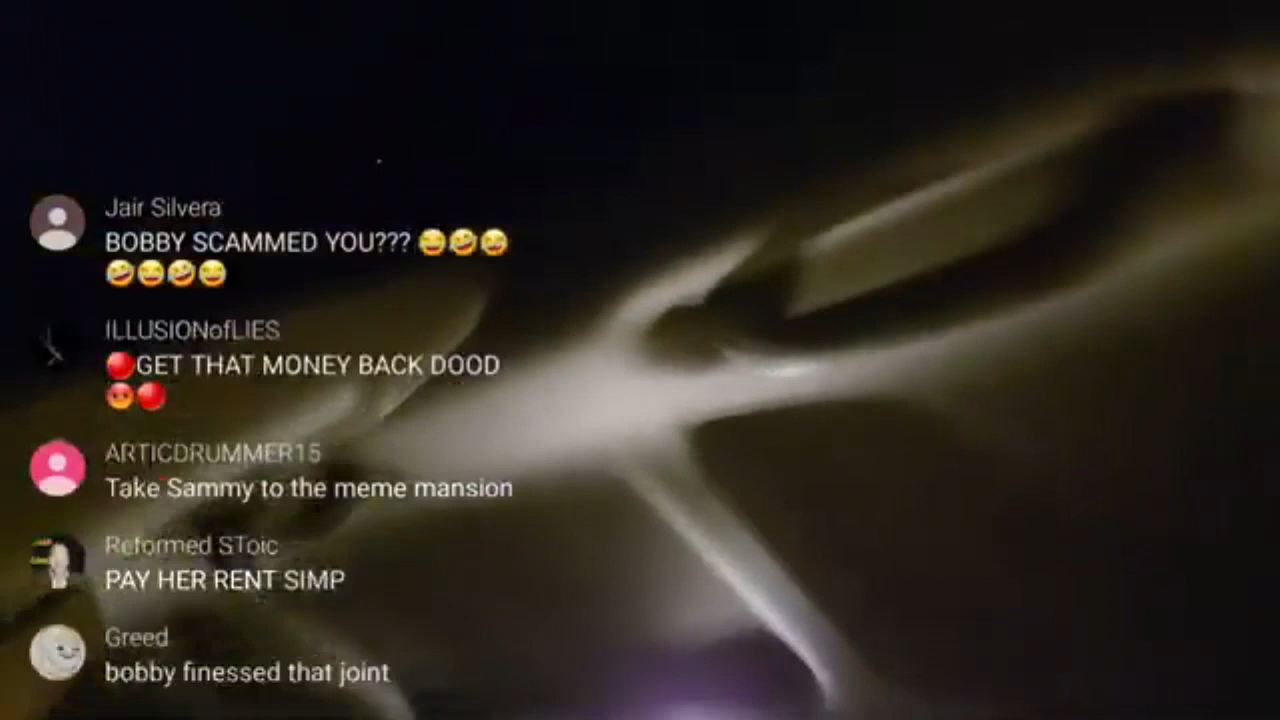 Jair Silvera
BOBBY SCAMMED YOU??? 😂🤣😂
🤣😂🤣😂
ILLUSIONofLIES
🔴GET THAT MONEY BACK DOOD
😡🔴
ARTICDRUMMER15
Take Sammy to the meme mansion
Reformed SToic
PAY HER RENT SIMP
Greed
bobby finessed that joint